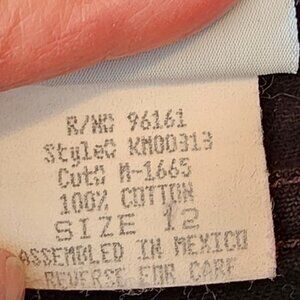 R/N# 96161
Style# KM00313
Cut# M-1665
100% COTTON
SIZE 12
ASSEMBLED IN MEXICO
REVERSE FOR CARE